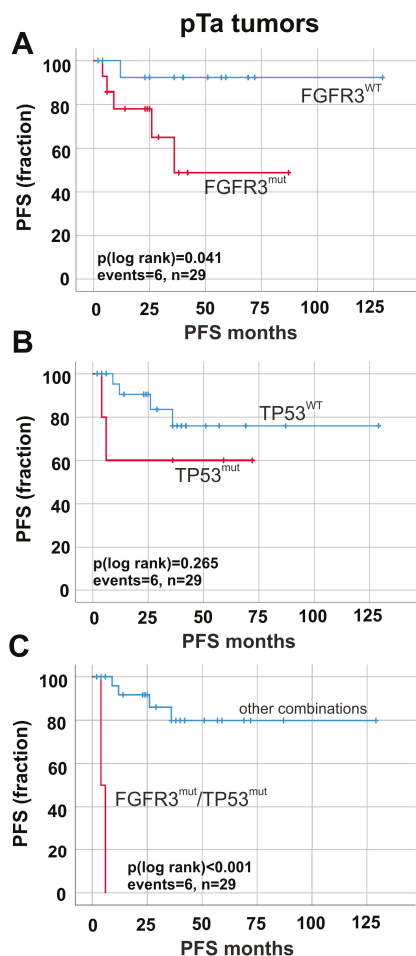 pTa tumors
A
100
80
60
40
20
0
PFS (fraction)
FGFR3WT
FGFR3mut
p(log rank)=0.041
events=6, n=29
0 25 50 75 100 125
PFS months
B
100
80
60
40
20
0
PFS (fraction)
TP53WT
TP53mut
p(log rank)=0.265
events=6, n=29
0 25 50 75 100 125
PFS months
C
100
80
60
40
20
0
PFS (fraction)
other combinations
FGFR3mut/TP53mut
p(log rank)<0.001
events=6, n=29
0 25 50 75 100 125
PFS months